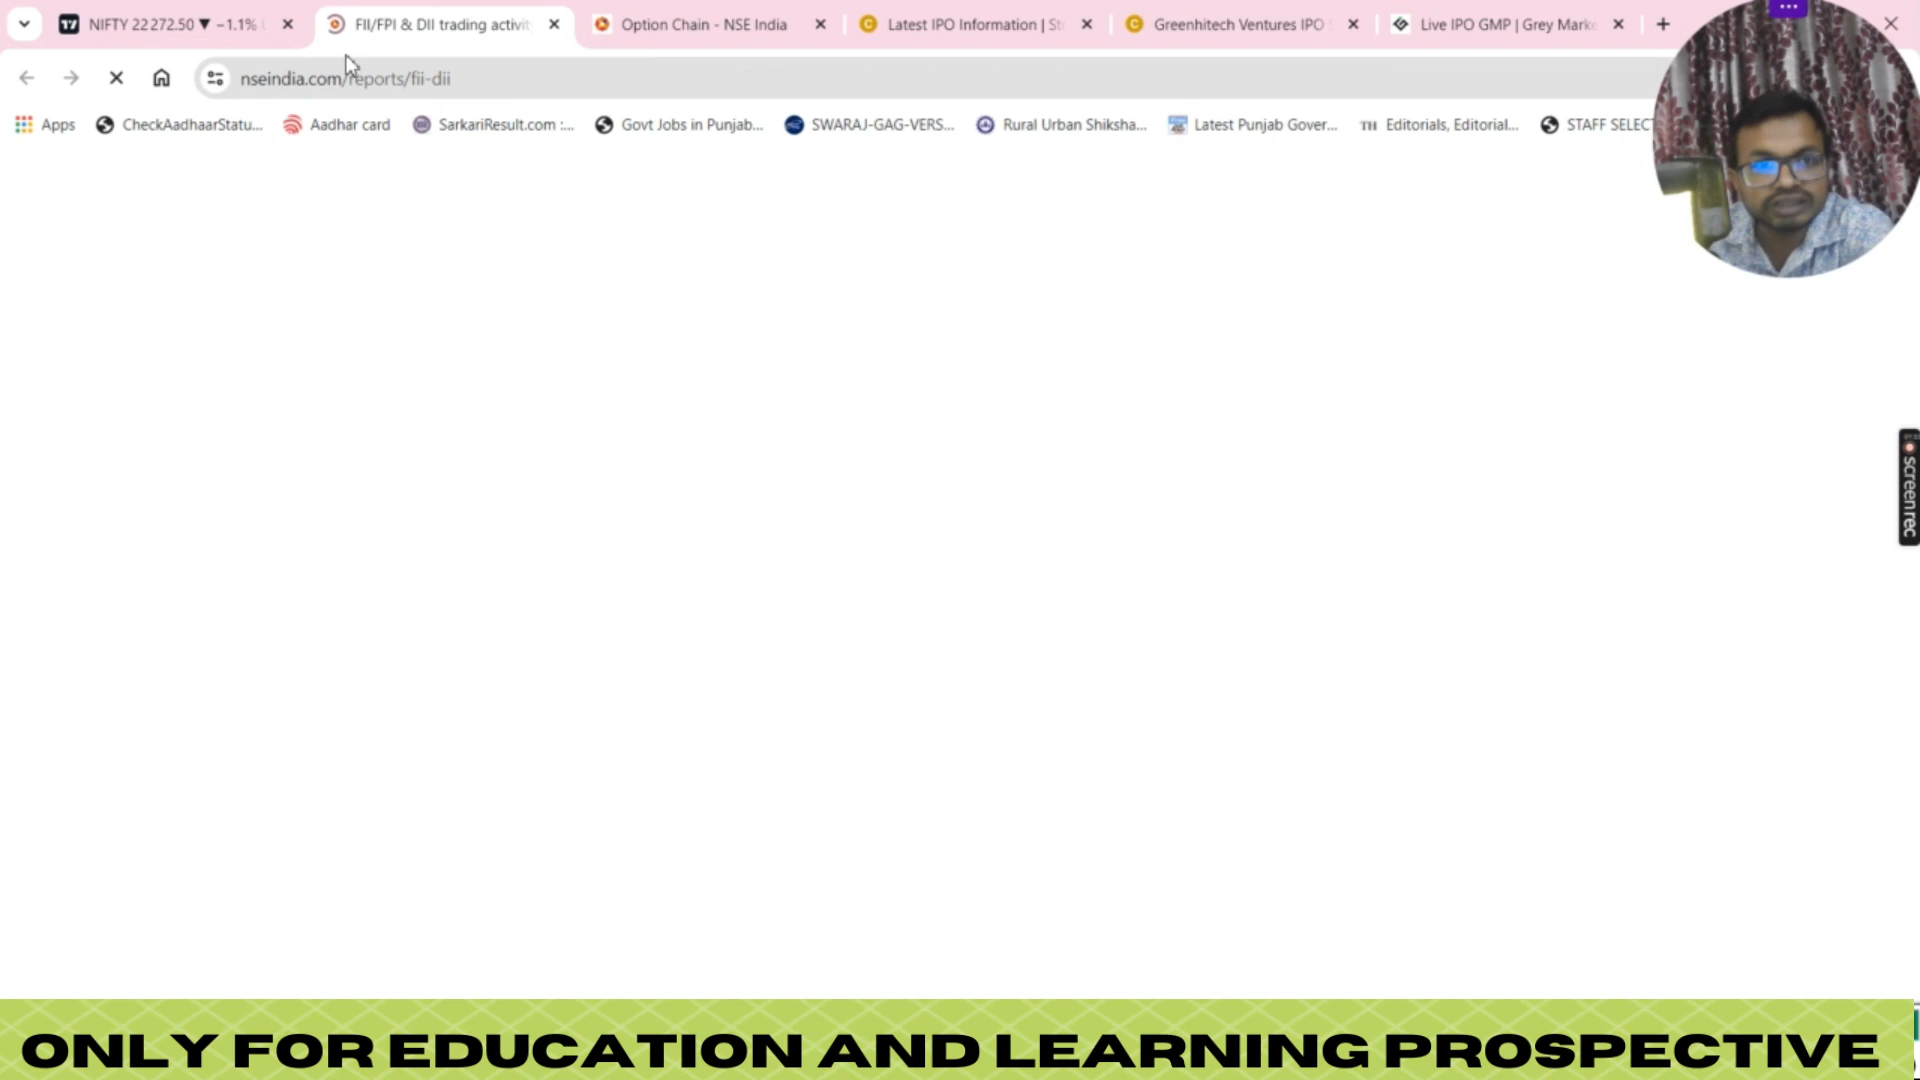 NIFTY 22 272.50 ▼ −1.1%
FII/FPI & DII trading activit
Option Chain - NSE India
Latest IPO Information | St
Greenhitech Ventures IPO
Live IPO GMP | Grey Mark
nseindia.com/reports/fii-dii
Apps
CheckAadhaarStatu...
Aadhar card
SarkariResult.com :...
Govt Jobs in Punjab...
SWARAJ-GAG-VERS...
Rural Urban Shiksha...
Latest Punjab Gover...
TH Editorials, Editorial...
STAFF SELECT
screenrec
ONLY FOR EDUCATION AND LEARNING PROSPECTIVE